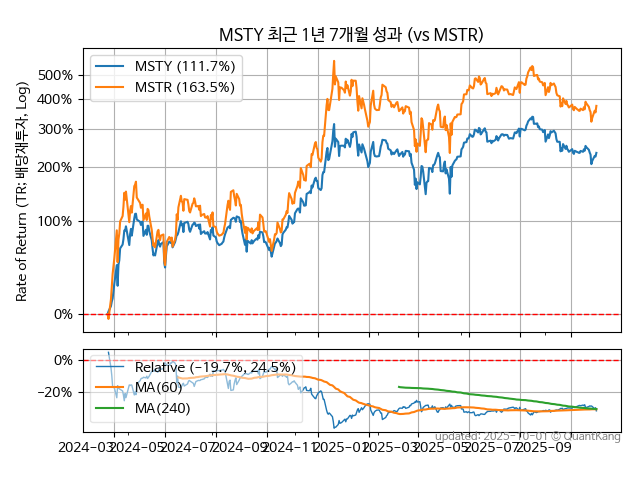 MSTY 최근 1년 7개월 성과 (vs MSTR)
MSTY (111.7%)
MSTR (163.5%)
500%
400%
300%
200%
100%
0%
Rate of Return (TR: 배당재투자, Log)
0%
−20%
Relative (−19.7%, 24.5%)
MA(60)
MA(240)
2024-03
2024-05
2024-07
2024-09
2024-11
2025-01
2025-03
2025-05
2025-07
2025-09
updated: 2025-10-01 © QuantKang